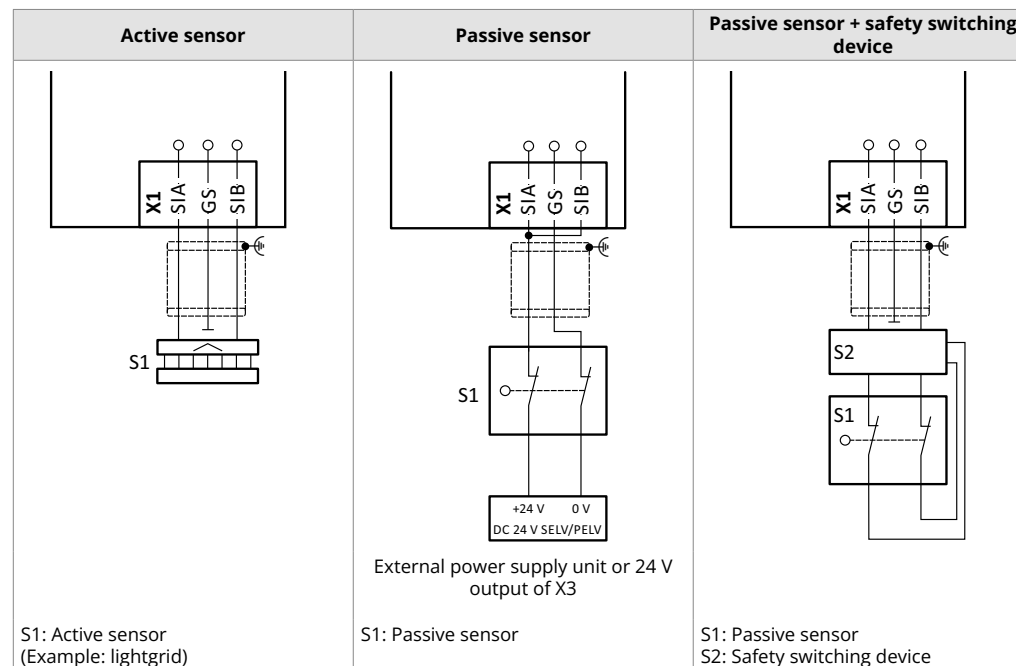 Active sensor
Passive sensor
Passive sensor + safety switching
device
X1
SIA
GS
SIB
S1
X1
SIA
GS
SIB
S1
+24 V
0 V
DC 24 V SELV/PELV
External power supply unit or 24 V
output of X3
X1
SIA
GS
SIB
S2
S1
S1: Active sensor
(Example: lightgrid)
S1: Passive sensor
S1: Passive sensor
S2: Safety switching device